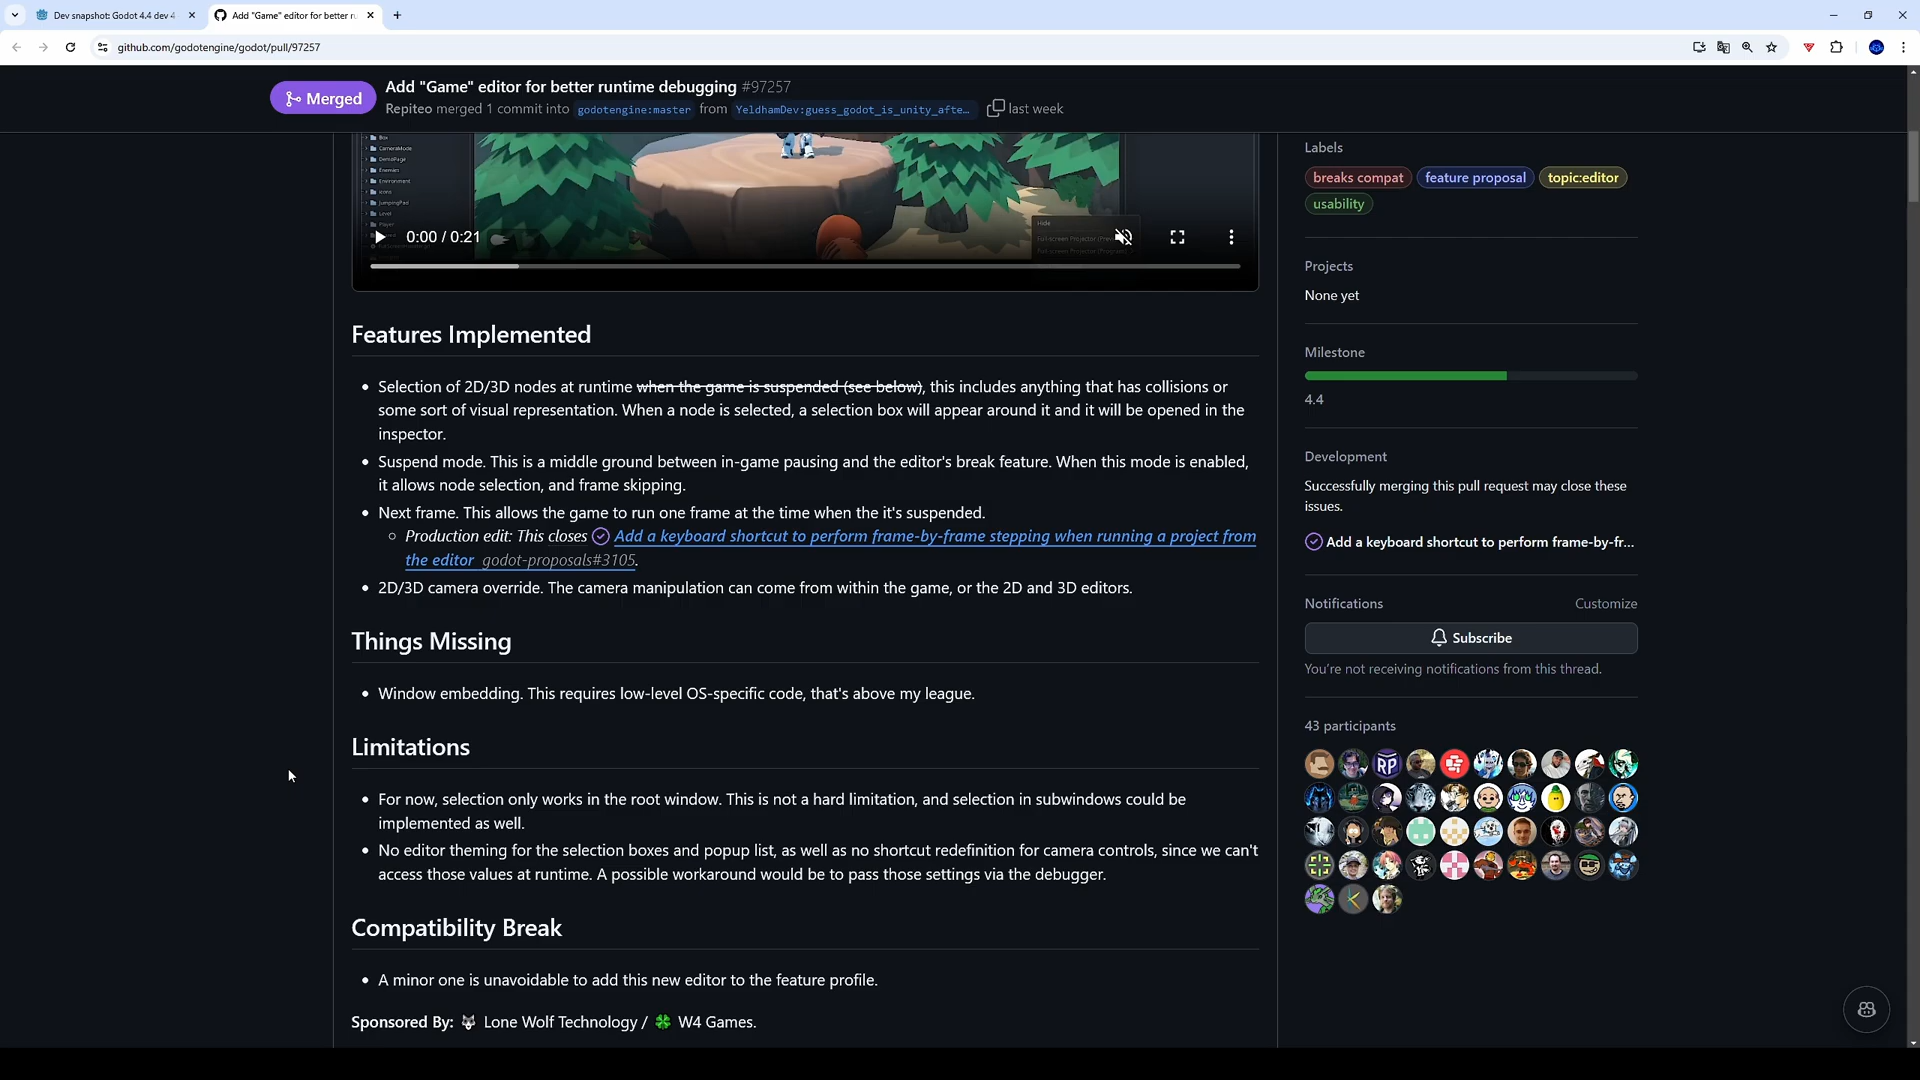 Dev snapshot: Godot 4.4 dev 4
Add "Game" editor for better ru
github.com/godotengine/godot/pull/97257
Merged
Add "Game" editor for better runtime debugging #97257
Repiteo merged 1 commit into godotengine:master from YeldhamDev:guess_godot_is_unity_afte… last week
Box
CameraMode
DemoPage
Enemies
Environment
icons
JumpingPad
Level
Player
Hide
0:00 / 0:21
Features Implemented
Selection of 2D/3D nodes at runtime when the game is suspended (see below), this includes anything that has collisions or
some sort of visual representation. When a node is selected, a selection box will appear around it and it will be opened in the
inspector.
Suspend mode. This is a middle ground between in-game pausing and the editor's break feature. When this mode is enabled,
it allows node selection, and frame skipping.
Next frame. This allows the game to run one frame at the time when the it's suspended.
Production edit: This closes Add a keyboard shortcut to perform frame-by-frame stepping when running a project from
the editor godot-proposals#3105.
2D/3D camera override. The camera manipulation can come from within the game, or the 2D and 3D editors.
Things Missing
Window embedding. This requires low-level OS-specific code, that's above my league.
Limitations
For now, selection only works in the root window. This is not a hard limitation, and selection in subwindows could be
implemented as well.
No editor theming for the selection boxes and popup list, as well as no shortcut redefinition for camera controls, since we can't
access those values at runtime. A possible workaround would be to pass those settings via the debugger.
Compatibility Break
A minor one is unavoidable to add this new editor to the feature profile.
Sponsored By: Lone Wolf Technology / W4 Games.
Labels
breaks compat feature proposal topic:editor
usability
Projects
None yet
Milestone
4.4
Development
Successfully merging this pull request may close these
issues.
Add a keyboard shortcut to perform frame-by-fr...
Notifications Customize
Subscribe
You're not receiving notifications from this thread.
43 participants
RP